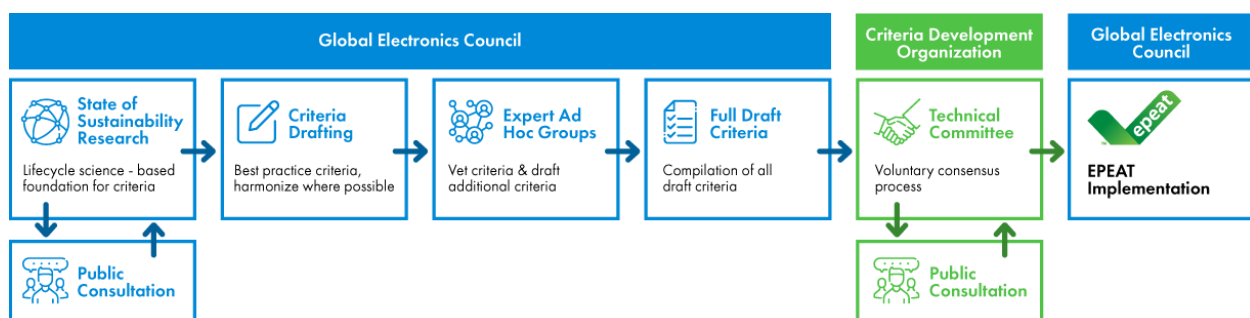 Global Electronics Council
Criteria Development
Organization
Global Electronics
Council
State of
Sustainability
Research
Lifecycle science - based
foundation for criteria
Criteria
Drafting
Best practice criteria,
harmonize where possible
Expert Ad
Hoc Groups
Vet criteria & draft
additional criteria
Full Draft
Criteria
Compilation of all
draft criteria
Technical
Committee
Voluntary consensus
process
epeat
TM
EPEAT
Implementation
Public
Consultation
Public
Consultation